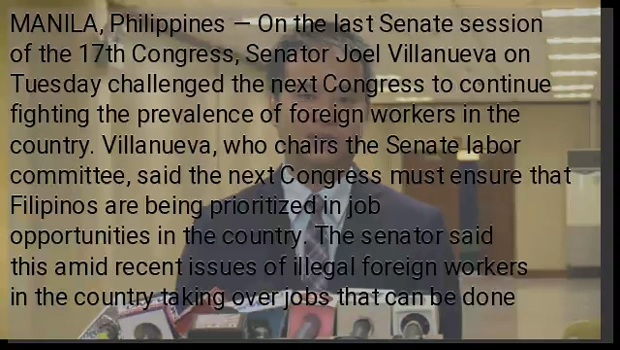 MANILA, Philippines — On the last Senate session
of the 17th Congress, Senator Joel Villanueva on
Tuesday challenged the next Congress to continue
fighting the prevalence of foreign workers in the
country. Villanueva, who chairs the Senate labor
committee, said the next Congress must ensure that
Filipinos are being prioritized in job
opportunities in the country. The senator said
this amid recent issues of illegal foreign workers
in the country taking over jobs that can be done